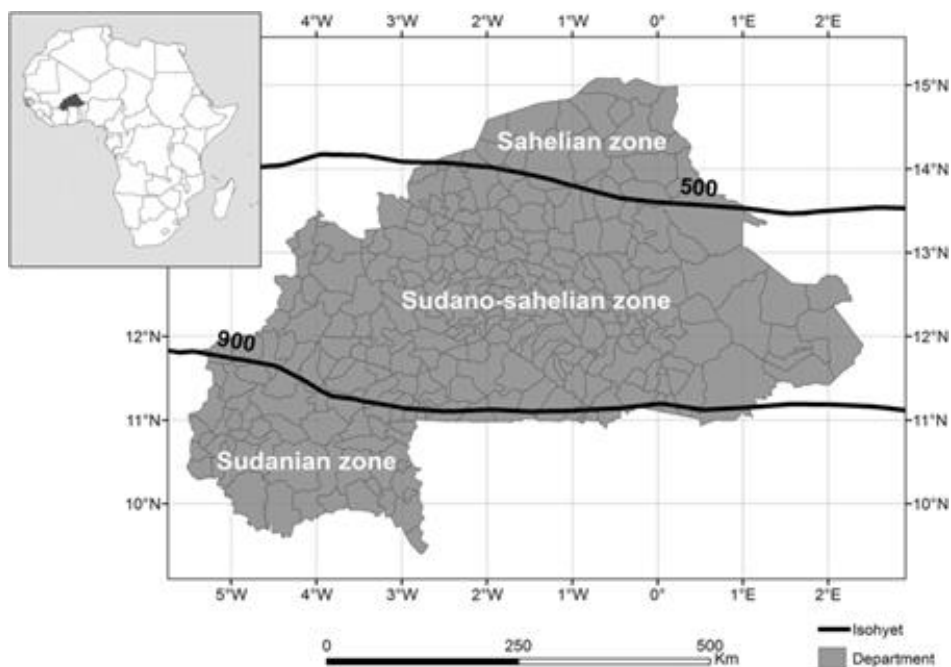 4°W 3°W 2°W 1°W 0° 1°E 2°E
15°N 15°N
Sahelian zone
14°N
500
13°N 13°N
Sudano-sahelian zone
12°N 12°N
900
11°N 11°N
Sudanian zone
10°N 10°N
5°W 4°W 3°W 2°W 1°W 0° 1°E 2°E
Isohyet
0 250 500
Km
Department